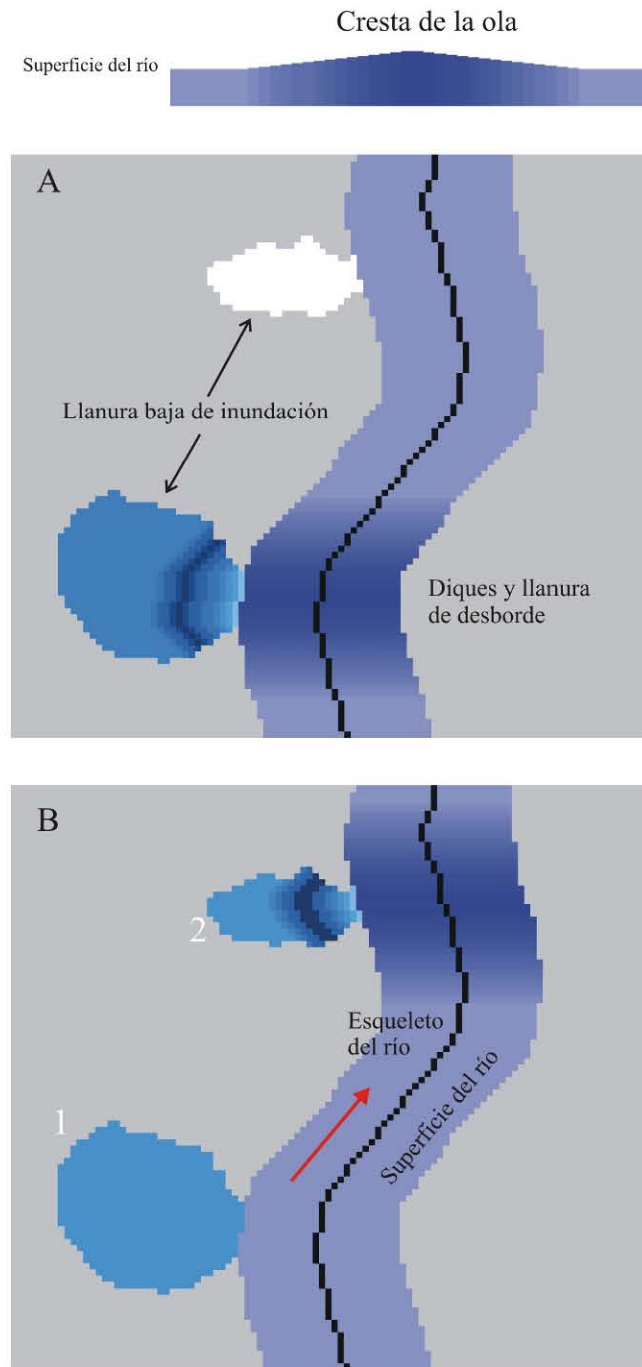 Cresta de la ola
Superficie del río
A
Llanura baja de inundación
Diques y llanura
de desborde
B
2
Esqueleto
del río
Superficie del río
1